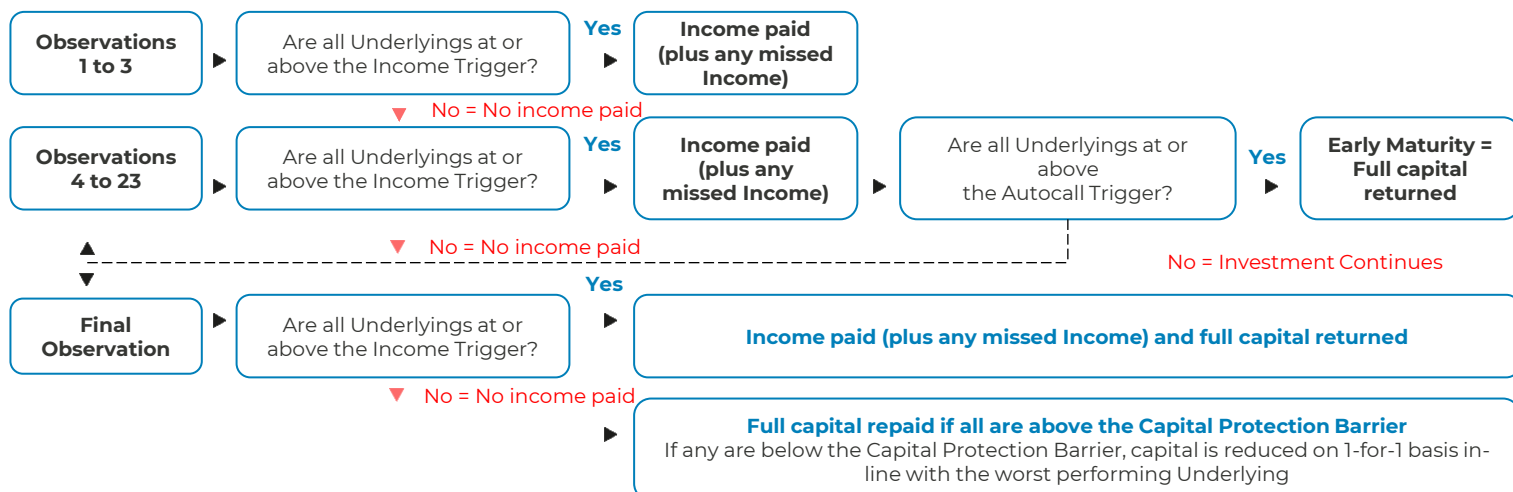 Observations
1 to 3
Are all Underlyings at or
above the Income Trigger?
Yes
Income paid
(plus any missed
Income)
No = No income paid
Observations
4 to 23
Are all Underlyings at or
above the Income Trigger?
Yes
Income paid
(plus any
missed Income)
Are all Underlyings at or
above
the Autocall Trigger?
Yes
Early Maturity =
Full capital
returned
No = No income paid
No = Investment Continues
Final
Observation
Are all Underlyings at or
above the Income Trigger?
Yes
Income paid (plus any missed Income) and full capital returned
No = No income paid
Full capital repaid if all are above the Capital Protection Barrier
If any are below the Capital Protection Barrier, capital is reduced on 1-for-1 basis in-
line with the worst performing Underlying